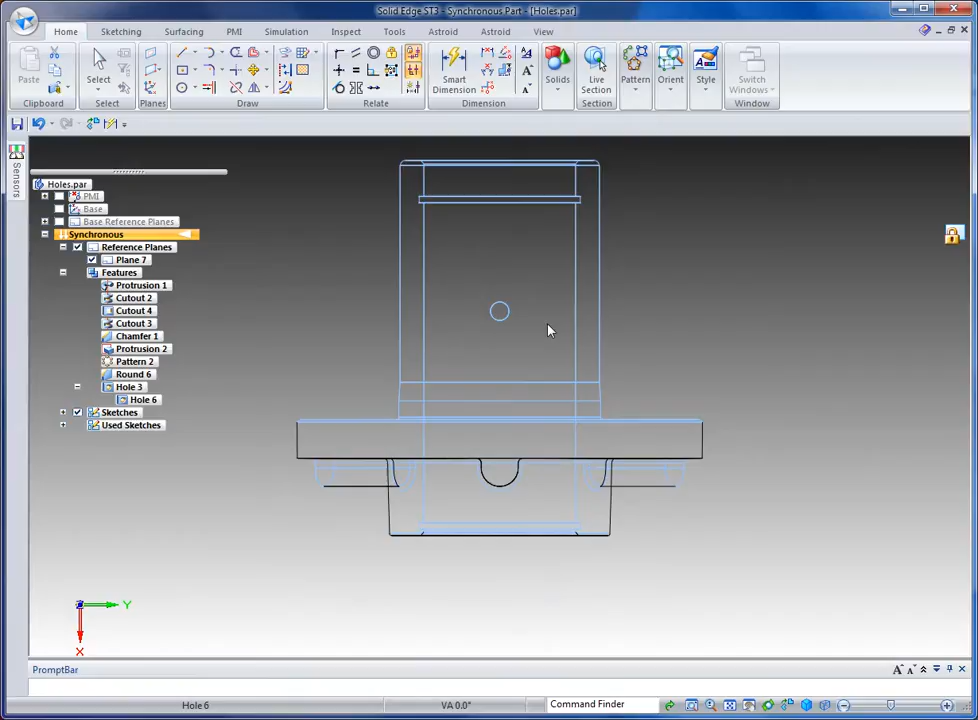 Solid Edge ST3 - Synchronous Part - [Holes.par]
Home Sketching Surfacing PMI Simulation Inspect Tools Astroid Astroid View
Paste Select Smart Dimension Solids Live Section Pattern Orient Style Switch Windows
Clipboard Select Planes Draw Relate Dimension Section Window
Sensors
Holes.par
PMI
Base
Base Reference Planes
Synchronous
Reference Planes
Plane 7
Features
Protrusion 1
Cutout 2
Cutout 4
Cutout 3
Chamfer 1
Protrusion 2
Pattern 2
Round 6
Hole 3
Hole 6
Sketches
Used Sketches
Y
X
PromptBar
Hole 6 VA 0.0° Command Finder